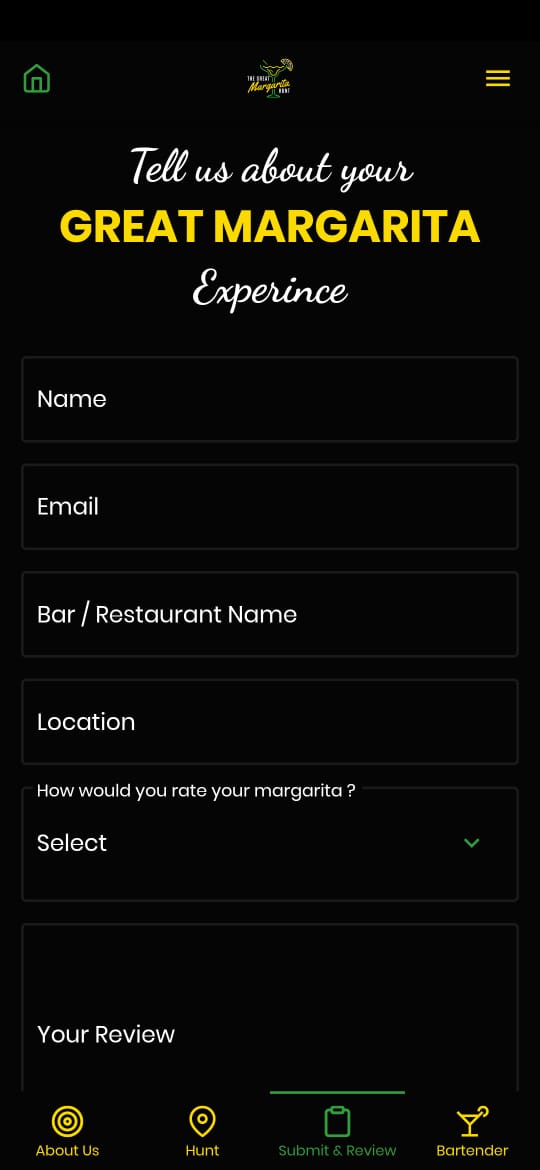 THE GREAT
Margarita
HUNT
Tell us about your
GREAT MARGARITA
Experince
Name
Email
Bar / Restaurant Name
Location
How would you rate your margarita ?
Select
Your Review
About Us
Hunt
Submit & Review
Bartender